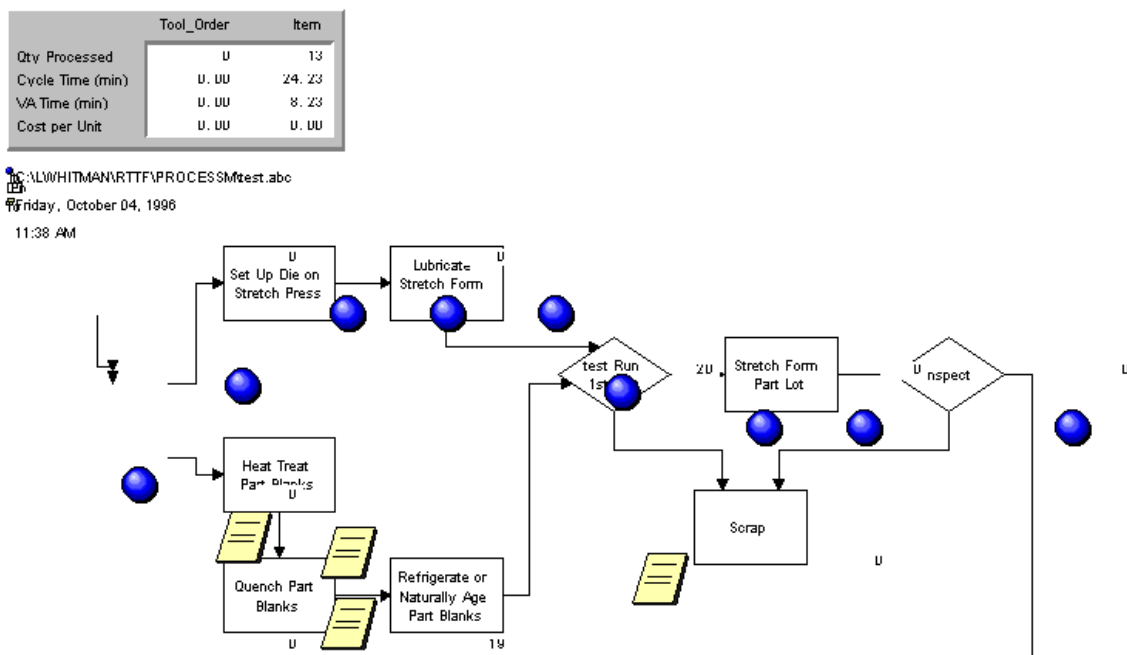 Tool_Order Item
Qty Processed 0 13
Cycle Time (min) 0.00 24.23
VA Time (min) 0.00 8.23
Cost per Unit 0.00 0.00
C:\LWHITMAN\RTTF\PROCESSM\test.abc
Friday, October 04, 1996
11:38 AM
0
Set Up Die on
Stretch Press
0
Lubricate
Stretch Form
test Run
1st
20
Stretch Form
Part Lot
0
nspect
0
Heat Treat
Part Blanks
0
Scrap
0
Quench Part
Blanks
0
Refrigerate or
Naturally Age
Part Blanks
19